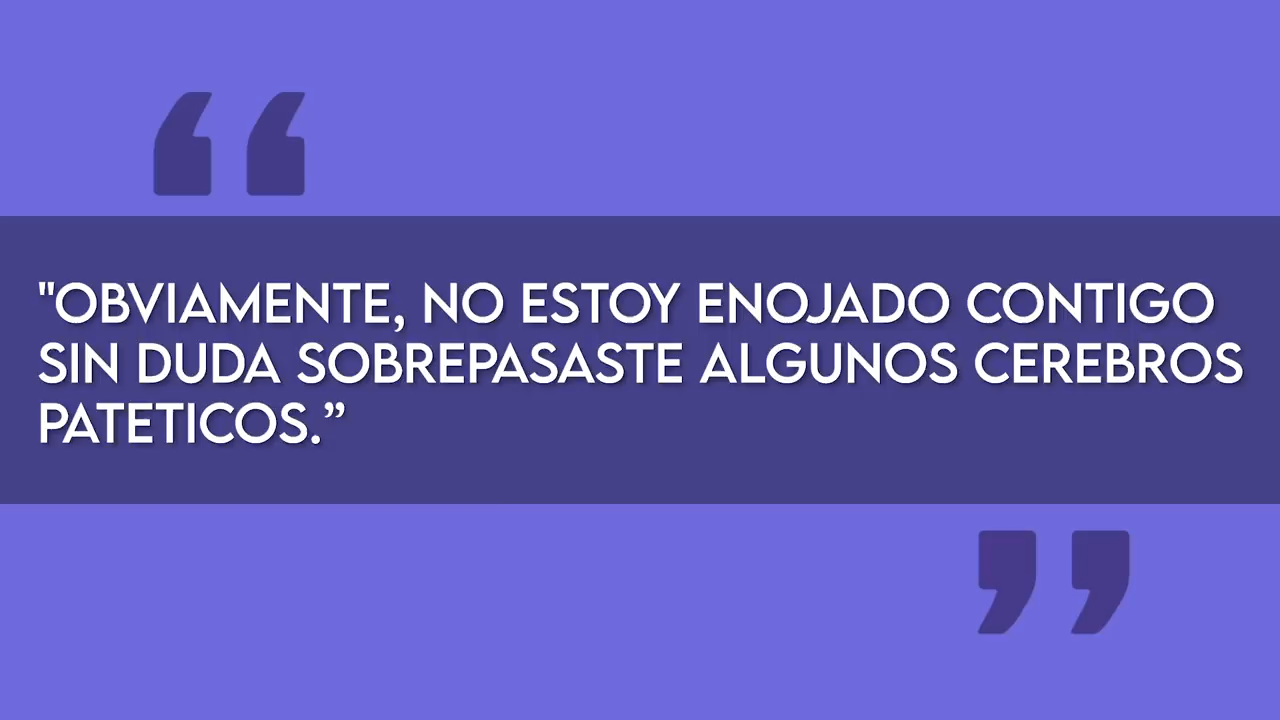 "OBVIAMENTE, NO ESTOY ENOJADO CONTIGO
SIN DUDA SOBREPASASTE ALGUNOS CEREBROS
PATETICOS.”